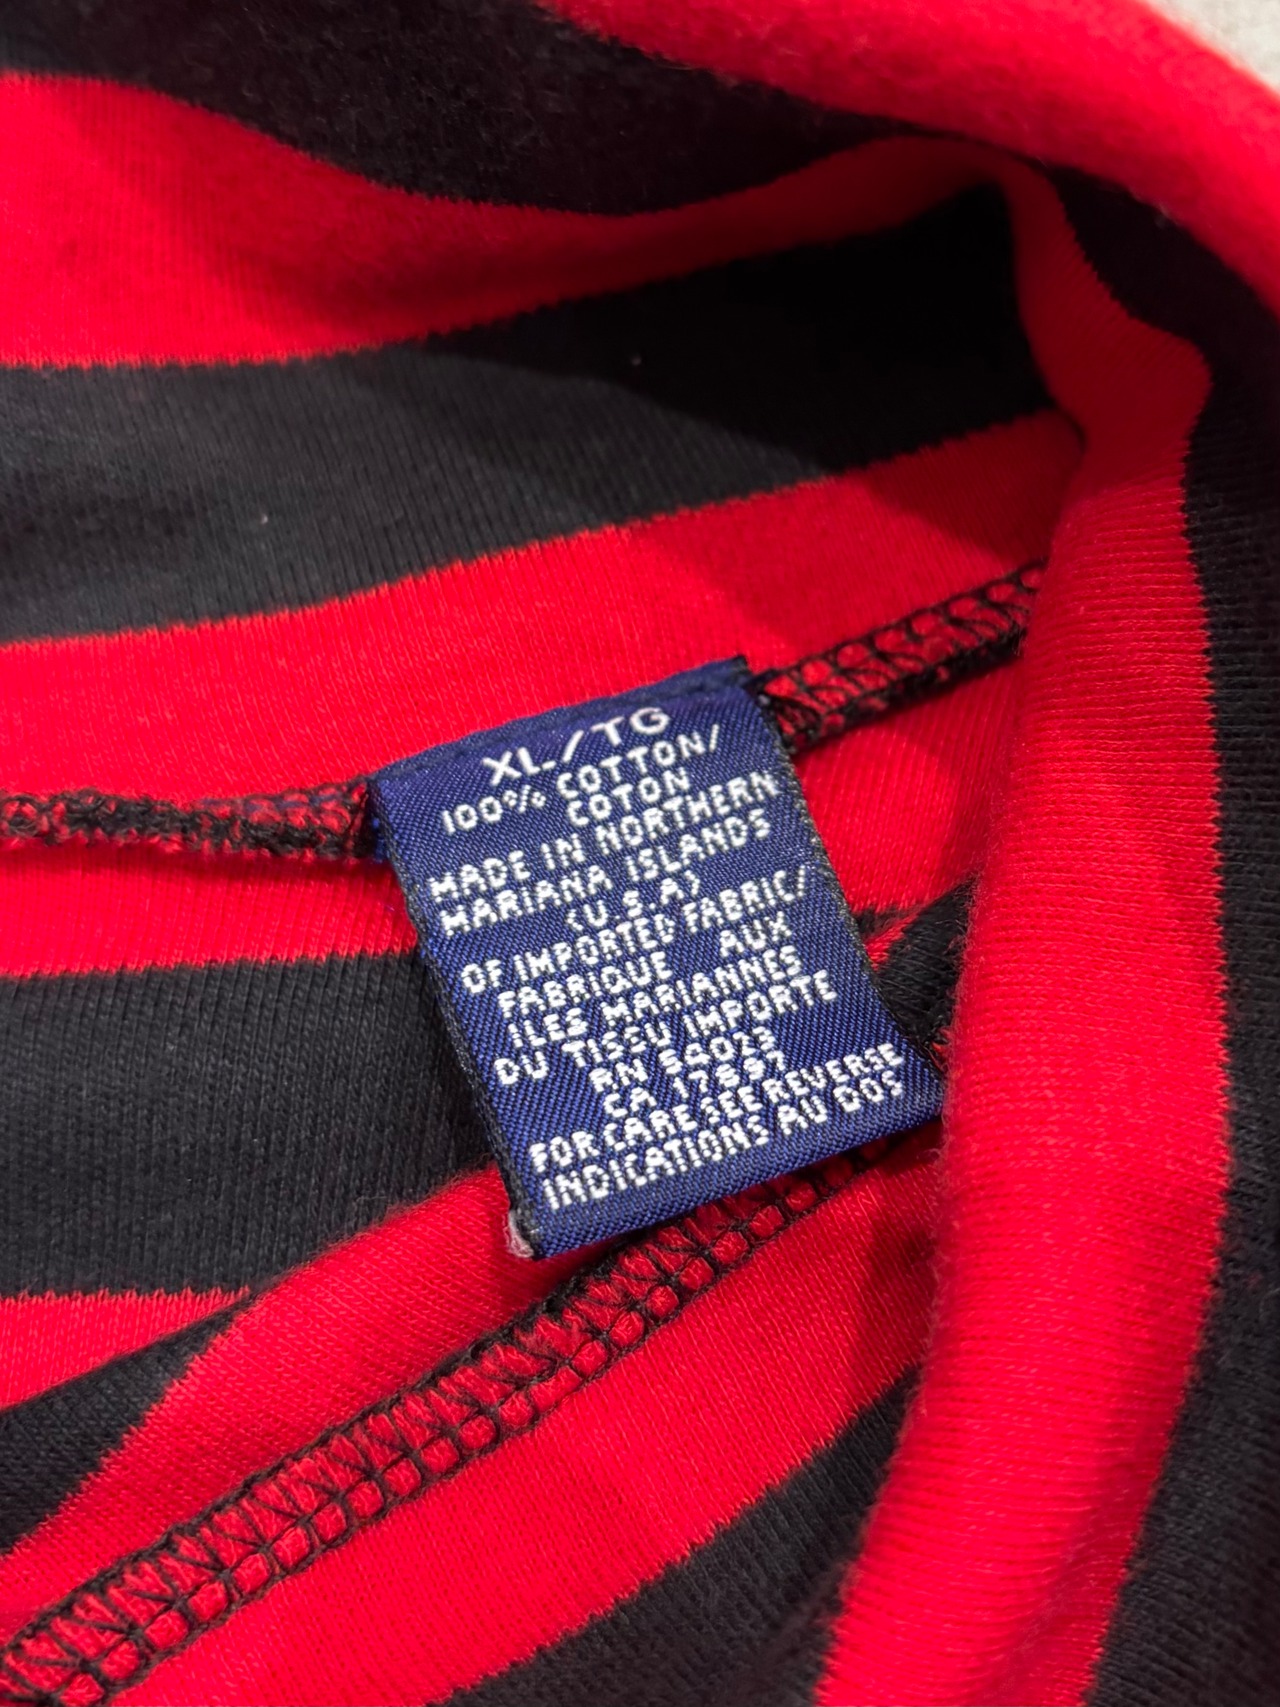 XL/TG
100% COTTON/
COTON
MADE IN NORTHERN
MARIANA ISLANDS
(U.S.A)
OF IMPORTED FABRIC/
FABRIQUE AUX
ILES MARIANNES
DU TISSU IMPORTE
RN 64023
CA 17897
FOR CARE SEE REVERSE
INDICATIONS AU DOS